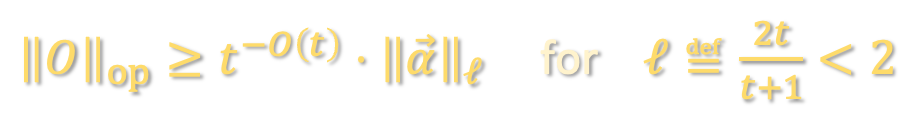 ‖O‖op ≥ t^−O(t) · ‖α⃗‖ℓ for ℓ ≝ 2t/(t+1) < 2